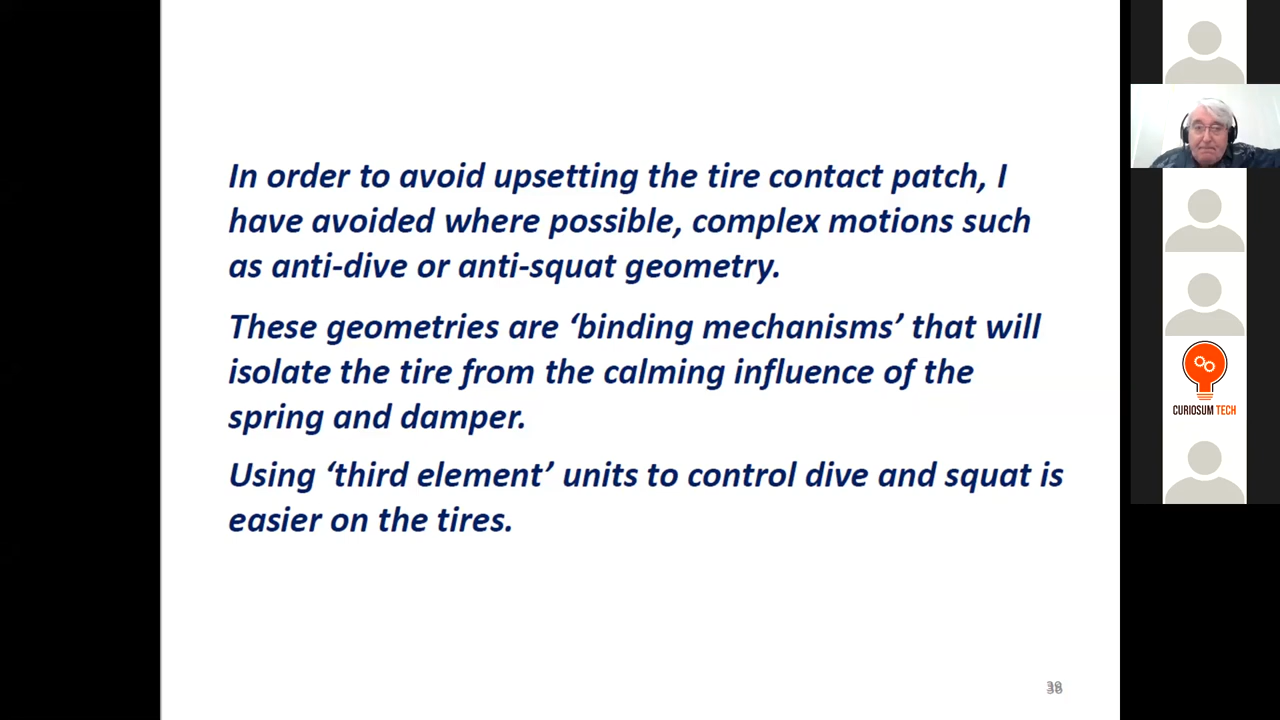 In order to avoid upsetting the tire contact patch, I
have avoided where possible, complex motions such
as anti-dive or anti-squat geometry.
These geometries are ‘binding mechanisms’ that will
isolate the tire from the calming influence of the
spring and damper.
Using ‘third element’ units to control dive and squat is
easier on the tires.
CURIOSUM TECH